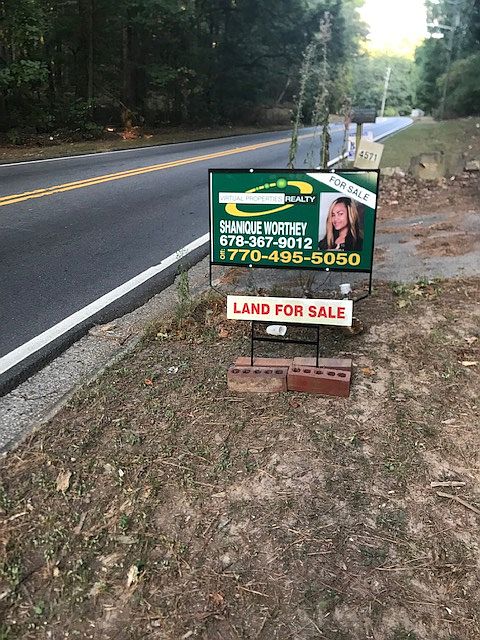 4571
FOR SALE
VIRTUAL PROPERTIES REALTY
SHANIQUE WORTHEY
678-367-9012
770-495-5050
LAND FOR SALE